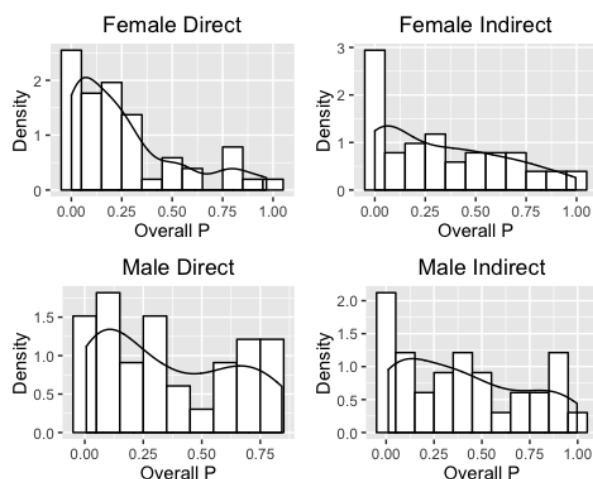 Female Direct
Density
2
1
0
0.00 0.25 0.50 0.75 1.00
Overall P
Female Indirect
Density
3
2
1
0
0.00 0.25 0.50 0.75 1.00
Overall P
Male Direct
Density
1.5
1.0
0.5
0.0
0.00 0.25 0.50 0.75
Overall P
Male Indirect
Density
2.0
1.5
1.0
0.5
0.0
0.00 0.25 0.50 0.75 1.00
Overall P